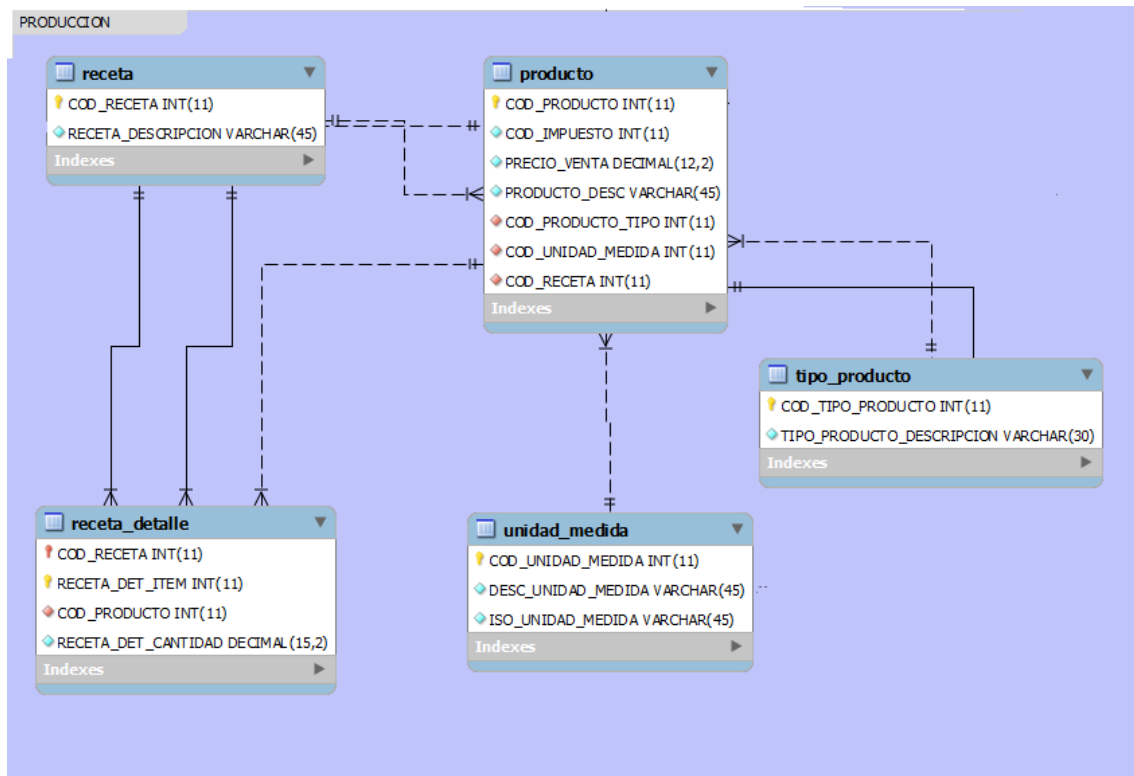 PRODUCCION
receta
COD_RECETA INT(11)
RECETA_DESCRIPCION VARCHAR(45)
Indexes
producto
COD_PRODUCTO INT(11)
COD_IMPUESTO INT(11)
PRECIO_VENTA DECIMAL(12,2)
PRODUCTO_DESC VARCHAR(45)
COD_PRODUCTO_TIPO INT(11)
COD_UNIDAD_MEDIDA INT(11)
COD_RECETA INT(11)
Indexes
tipo_producto
COD_TIPO_PRODUCTO INT(11)
TIPO_PRODUCTO_DESCRIPCION VARCHAR(30)
Indexes
receta_detalle
COD_RECETA INT(11)
RECETA_DET_ITEM INT(11)
COD_PRODUCTO INT(11)
RECETA_DET_CANTIDAD DECIMAL(15,2)
Indexes
unidad_medida
COD_UNIDAD_MEDIDA INT(11)
DESC_UNIDAD_MEDIDA VARCHAR(45)
ISO_UNIDAD_MEDIDA VARCHAR(45)
Indexes